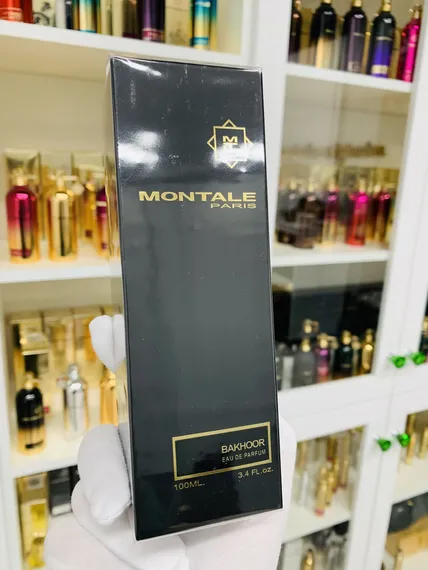 M
MONTALE
PARIS
BAKHOOR
EAU DE PARFUM
100ML.
3.4 FL.oz.